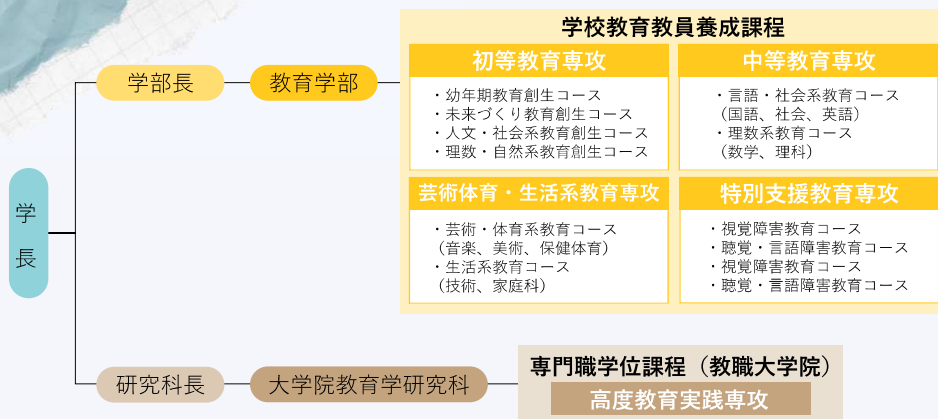 学校教育教員養成課程
学部長
教育学部
初等教育専攻
・幼年期教育創生コース
・未来づくり教育創生コース
・人文・社会系教育創生コース
・理数・自然系教育創生コース
中等教育専攻
・言語・社会系教育コース
(国語、社会、英語)
・理数系教育コース
(数学、理科)
芸術体育・生活系教育専攻
・芸術・体育系教育コース
(音楽、美術、保健体育)
・生活系教育コース
(技術、家庭科)
特別支援教育専攻
・視覚障害教育コース
・聴覚・言語障害教育コース
・視覚障害教育コース
・聴覚・言語障害教育コース
学長
研究科長
大学院教育学研究科
専門職学位課程（教職大学院）
高度教育実践専攻